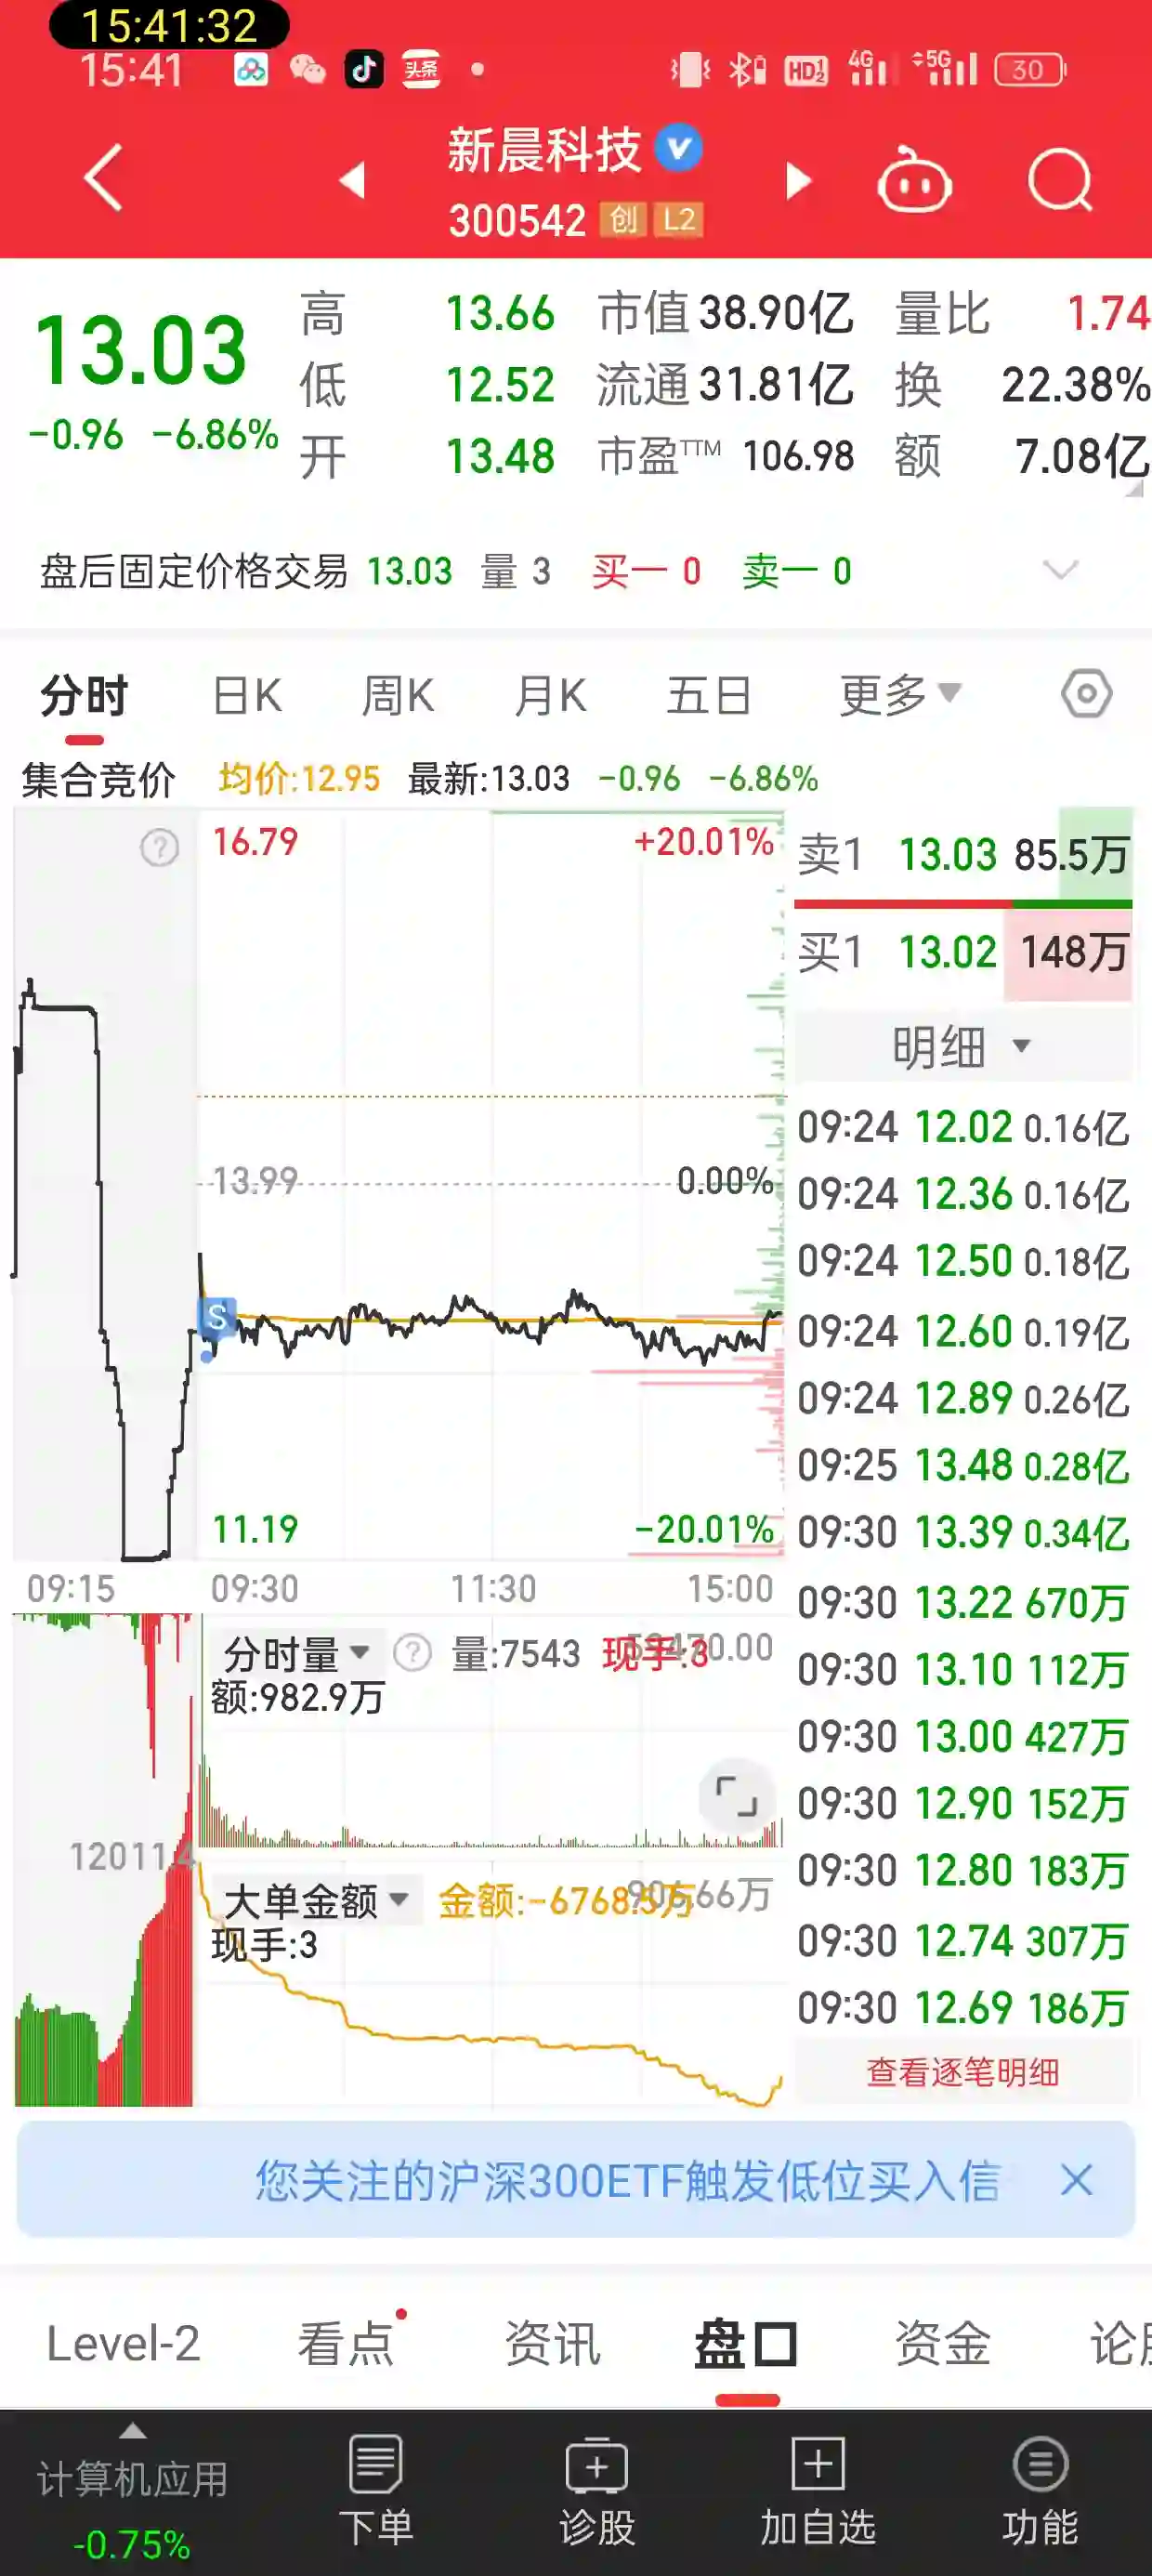 15:41:32
15:41 头条 HD 4G 5G 30
新晨科技
300542 创 L2
13.03
-0.96 -6.86%
高 13.66 市值 38.90亿 量比 1.74
低 12.52 流通 31.81亿 换 22.38%
开 13.48 市盈TTM 106.98 额 7.08亿
盘后固定价格交易 13.03 量 3 买一 0 卖一 0
分时 日K 周K 月K 五日 更多
集合竞价 均价:12.95 最新:13.03 -0.96 -6.86%
16.79 +20.01%
13.99 0.00%
S
11.19 -20.01%
09:15 09:30 11:30 15:00
卖1 13.03 85.5万
买1 13.02 148万
明细
09:24 12.02 0.16亿
09:24 12.36 0.16亿
09:24 12.50 0.18亿
09:24 12.60 0.19亿
09:24 12.89 0.26亿
09:25 13.48 0.28亿
09:30 13.39 0.34亿
09:30 13.22 670万
09:30 13.10 112万
09:30 13.00 427万
09:30 12.90 152万
09:30 12.80 183万
09:30 12.74 307万
09:30 12.69 186万
查看逐笔明细
分时量 ? 量:7543 现手:3
额:982.9万
12011.4
大单金额 金额:-6768.5万
现手:3
您关注的沪深300ETF触发低位买入信
Level-2 看点 资讯 盘口 资金 论股
计算机应用
-0.75%
下单 诊股 加自选 功能